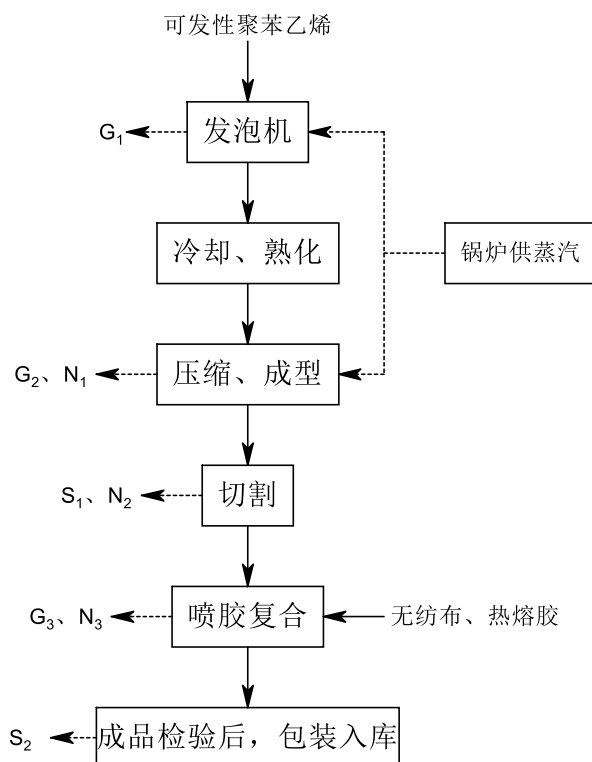 可发性聚苯乙烯
G₁
发泡机
冷却、熟化
锅炉供蒸汽
G₂、N₁
压缩、成型
S₁、N₂
切割
G₃、N₃
喷胶复合
无纺布、热熔胶
S₂
成品检验后，包装入库